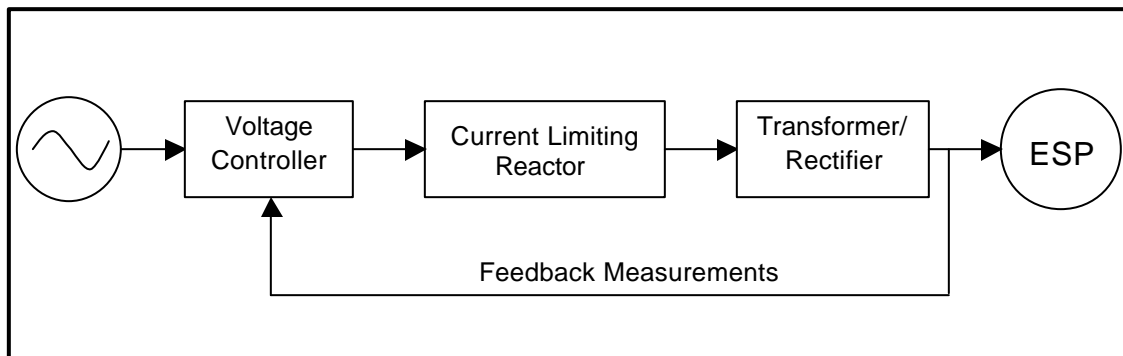 Voltage
Controller
Current Limiting
Reactor
Transformer/
Rectifier
ESP
Feedback Measurements